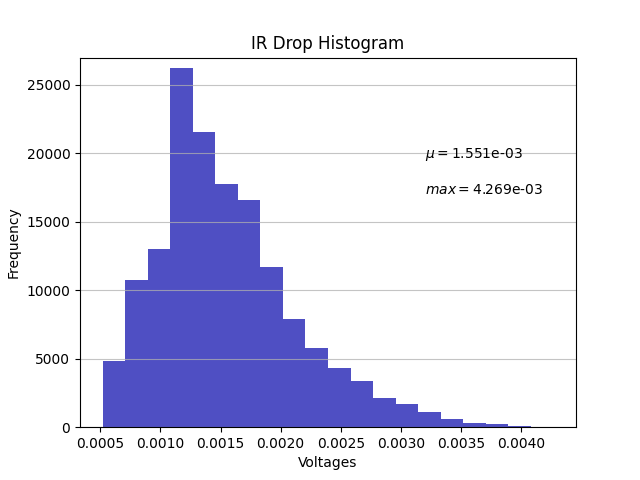 IR Drop Histogram
25000
20000
15000
10000
5000
0
Frequency
μ = 1.551e-03
max = 4.269e-03
0.0005 0.0010 0.0015 0.0020 0.0025 0.0030 0.0035 0.0040
Voltages